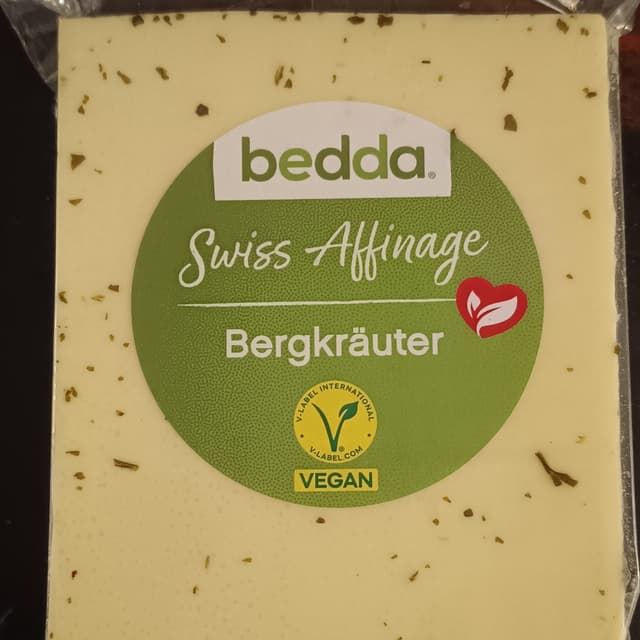 bedda®
Swiss Affinage
Bergkräuter
V-LABEL INTERNATIONAL
V-LABEL.COM
VEGAN